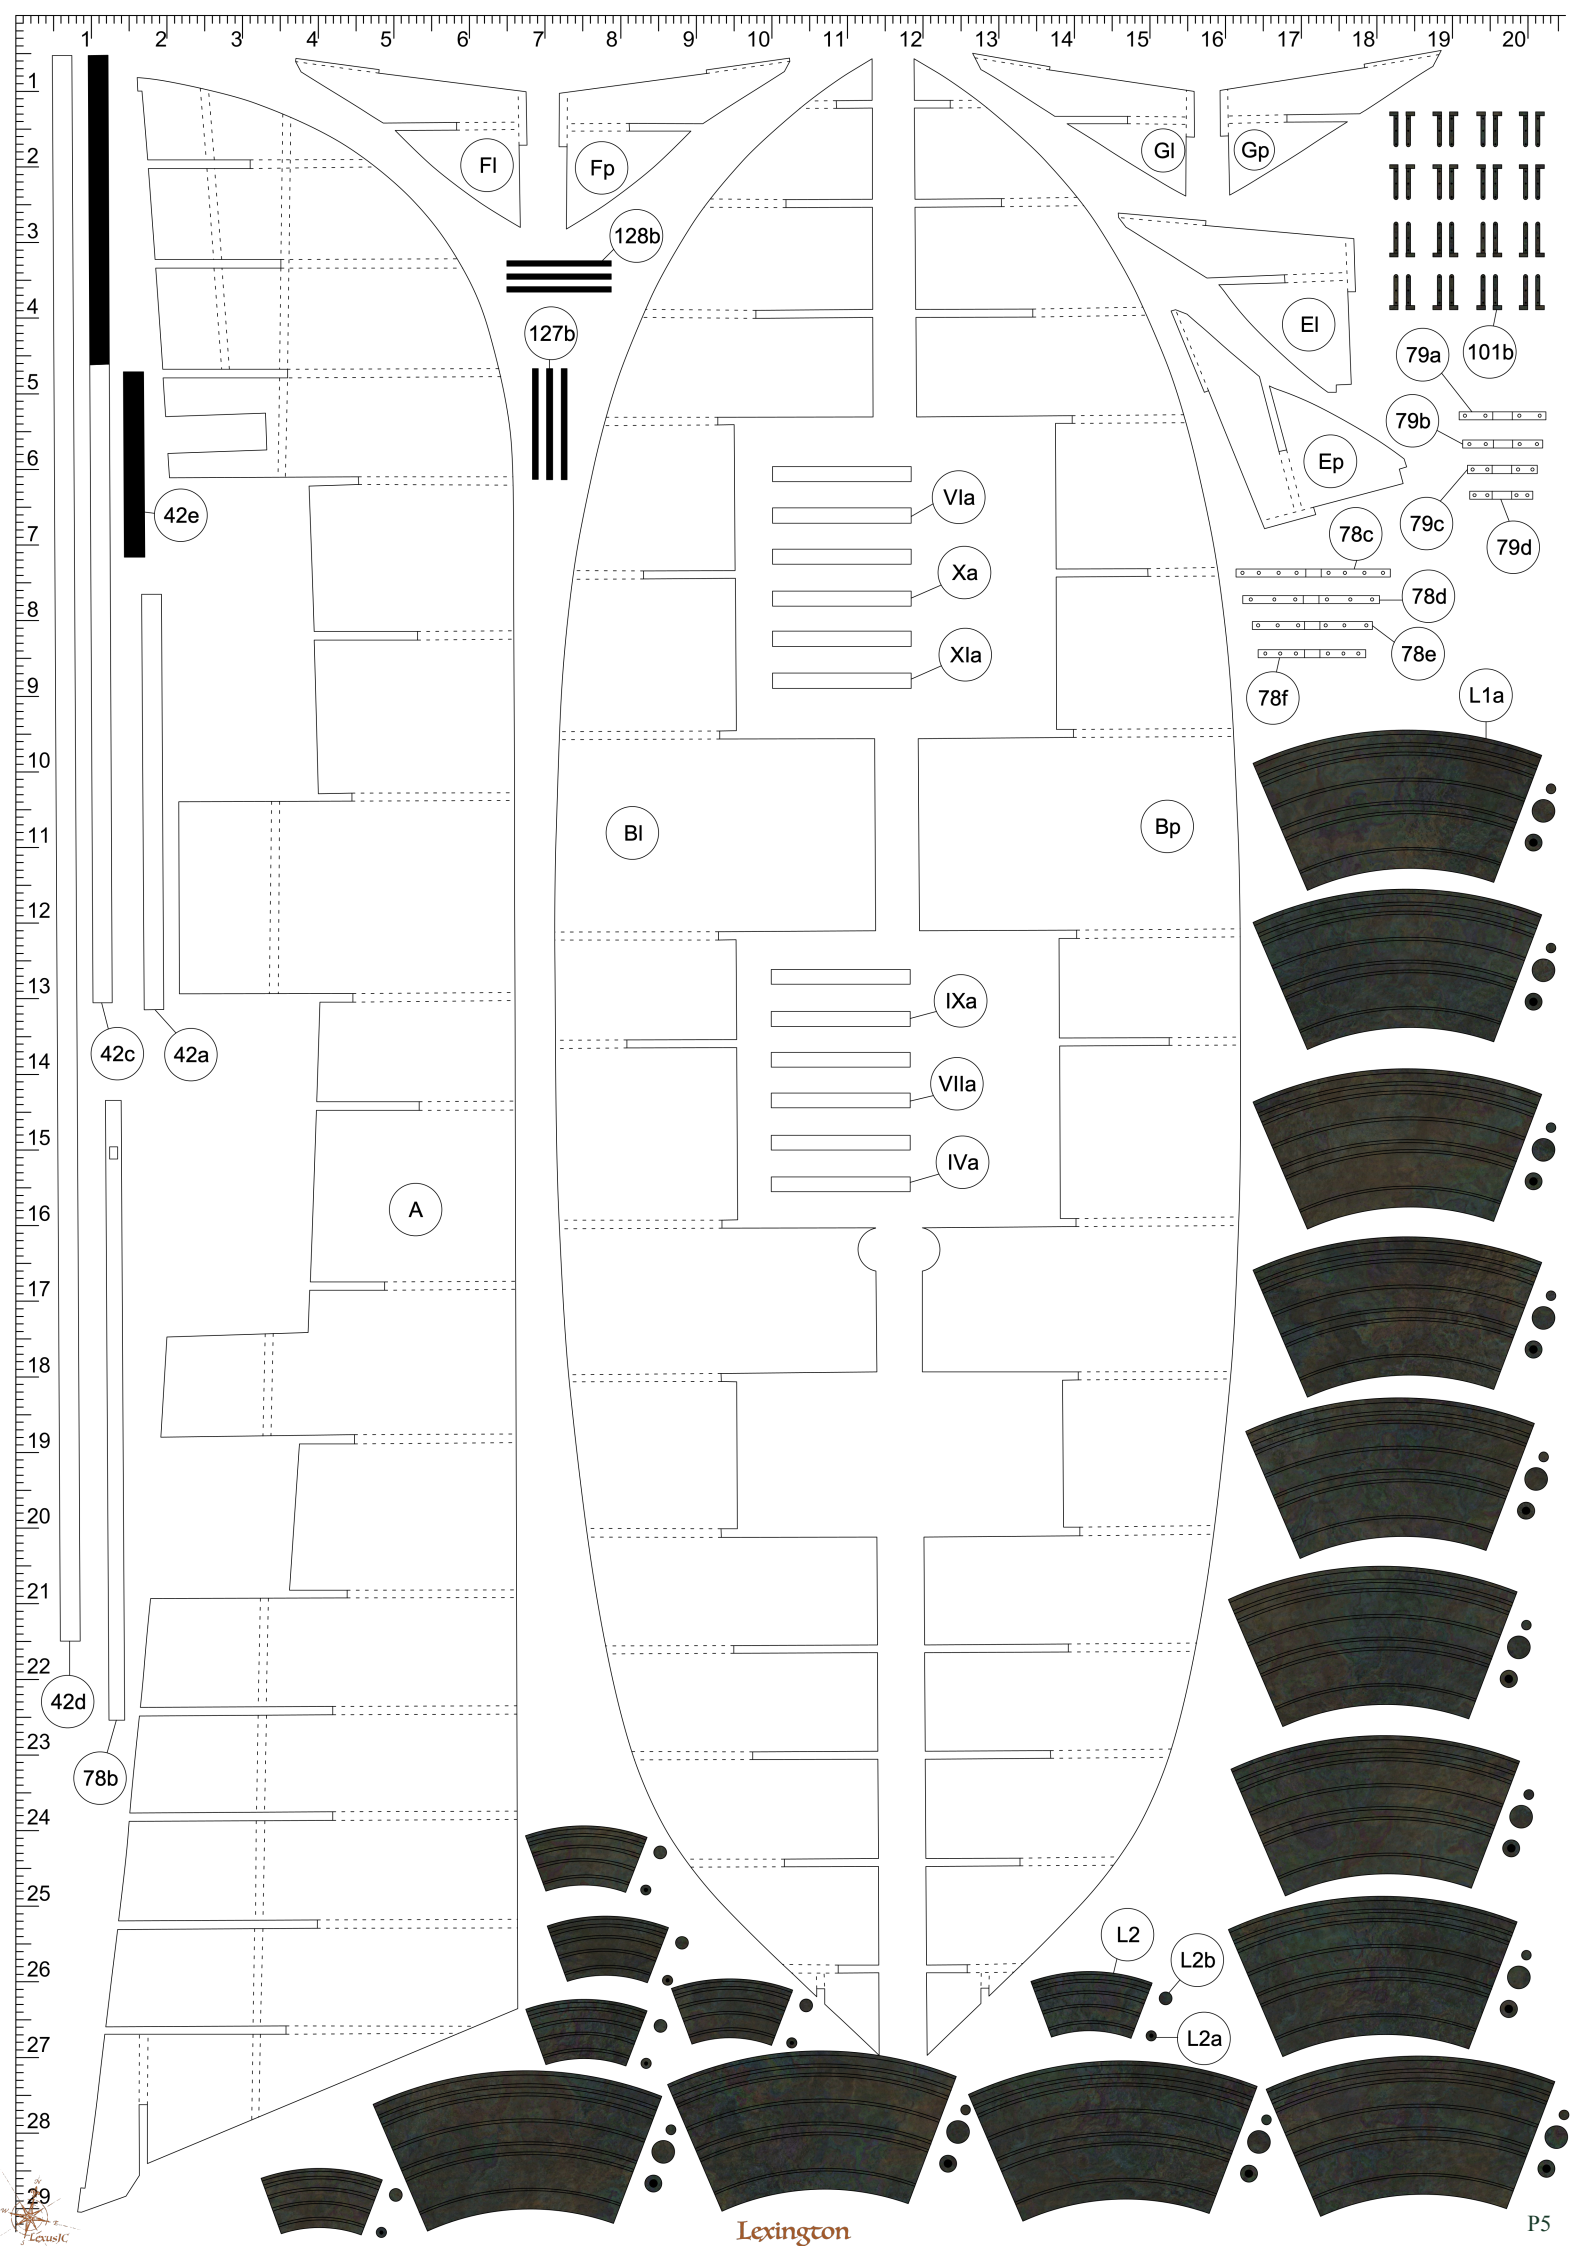 1 2 3 4 5 6 7 8 9 10 11 12 13 14 15 16 17 18 19 20
1
2
3
4
5
6
7
8
9
10
11
12
13
14
15
16
17
18
19
20
21
22
23
24
25
26
27
28
29
Fl
Fp
Gl
Gp
128b
127b
El
Ep
101b
79a
79b
79c
79d
42e
VIa
Xa
XIa
78c
78d
78e
78f
L1a
Bl
Bp
IXa
VIIa
IVa
42c
42a
A
42d
78b
L2
L2b
L2a
LexusJC
Lexington
P5